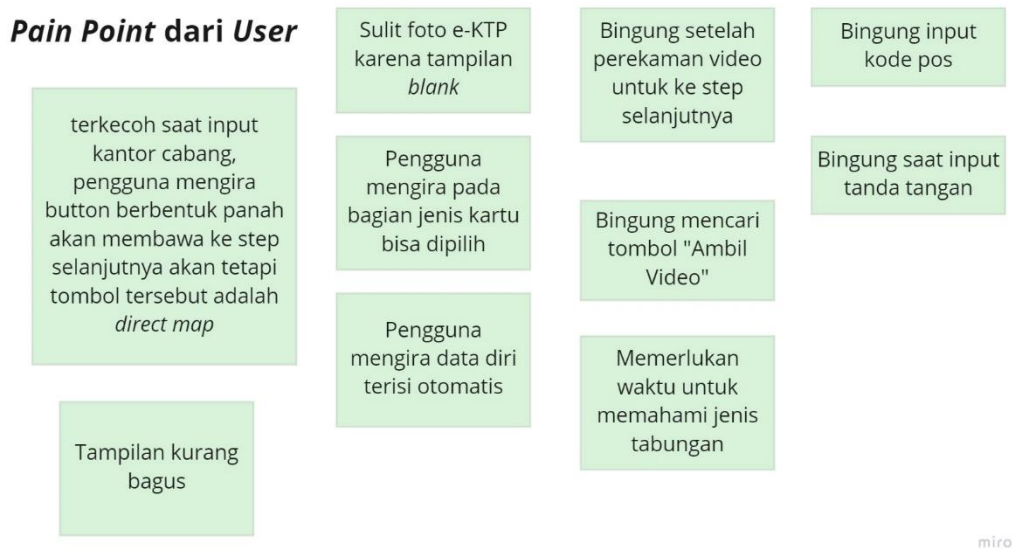 Pain Point dari User
terkecoh saat input
kantor cabang,
pengguna mengira
button berbentuk panah
akan membawa ke step
selanjutnya akan tetapi
tombol tersebut adalah
direct map
Tampilan kurang
bagus
Sulit foto e-KTP
karena tampilan
blank
Pengguna
mengira pada
bagian jenis kartu
bisa dipilih
Pengguna
mengira data diri
terisi otomatis
Bingung setelah
perekaman video
untuk ke step
selanjutnya
Bingung mencari
tombol "Ambil
Video"
Memerlukan
waktu untuk
memahami jenis
tabungan
Bingung input
kode pos
Bingung saat input
tanda tangan
miro